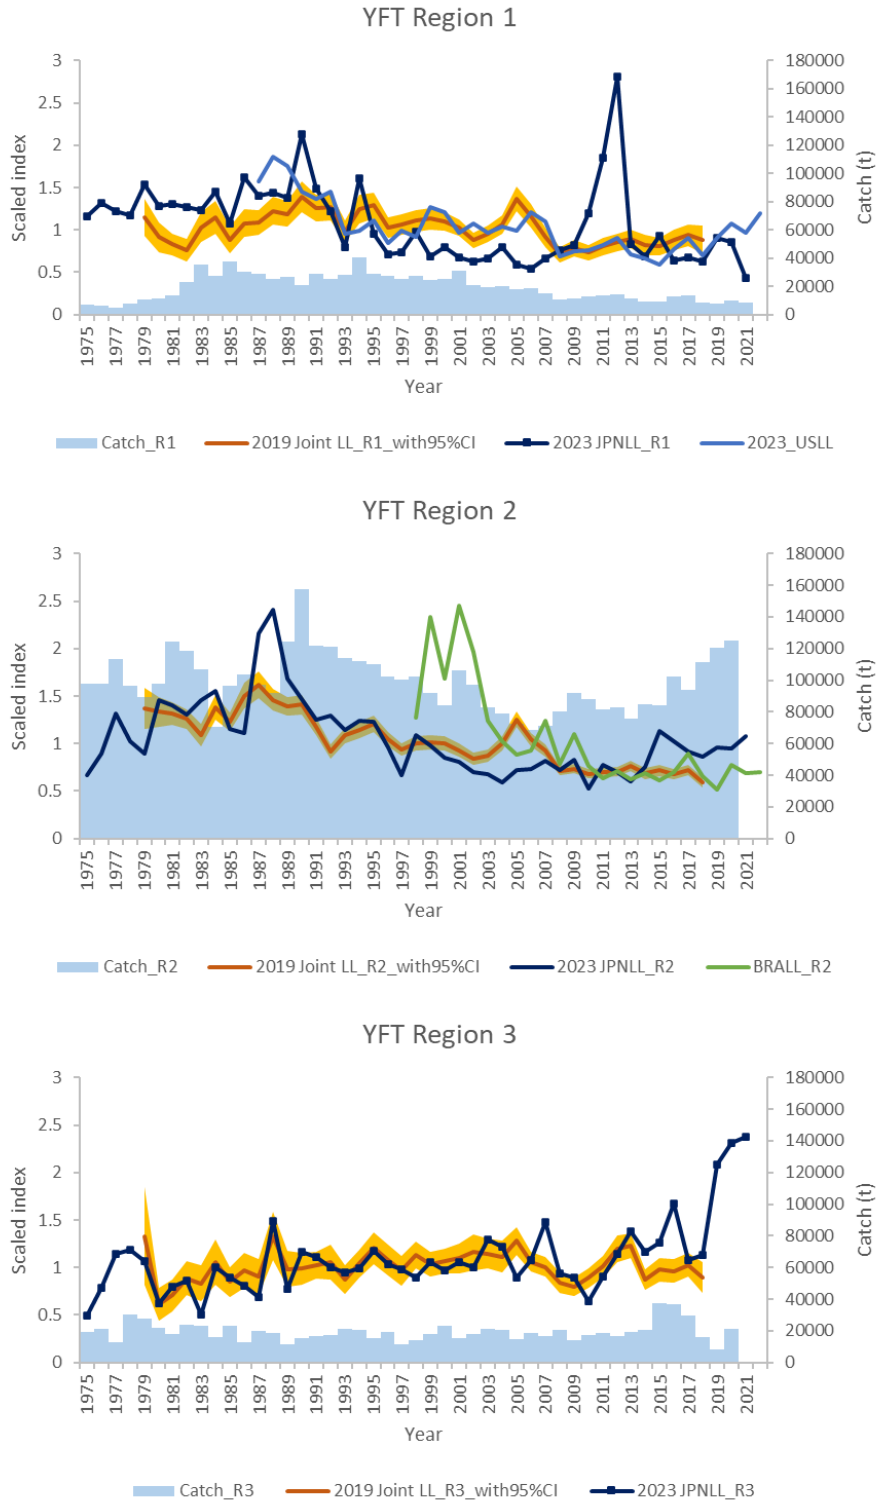 YFT Region 1
3 180000
160000
2.5 140000
2 120000
100000
1.5 80000
1 60000
0.5 40000
20000
0 0
Scaled index
Catch (t)
1975 1977 1979 1981 1983 1985 1987 1989 1991 1993 1995 1997 1999 2001 2003 2005 2007 2009 2011 2013 2015 2017 2019 2021
Year
Catch_R1 2019 Joint LL_R1_with95%CI 2023 JPNLL_R1 2023_USLL
YFT Region 2
3 180000
160000
2.5 140000
2 120000
100000
1.5 80000
1 60000
0.5 40000
20000
0 0
Scaled index
Catch (t)
1975 1977 1979 1981 1983 1985 1987 1989 1991 1993 1995 1997 1999 2001 2003 2005 2007 2009 2011 2013 2015 2017 2019 2021
Year
Catch_R2 2019 Joint LL_R2_with95%CI 2023 JPNLL_R2 BRALL_R2
YFT Region 3
3 180000
160000
2.5 140000
2 120000
100000
1.5 80000
1 60000
0.5 40000
20000
0 0
Scaled index
Catch (t)
1975 1977 1979 1981 1983 1985 1987 1989 1991 1993 1995 1997 1999 2001 2003 2005 2007 2009 2011 2013 2015 2017 2019 2021
Year
Catch_R3 2019 Joint LL_R3_with95%CI 2023 JPNLL_R3